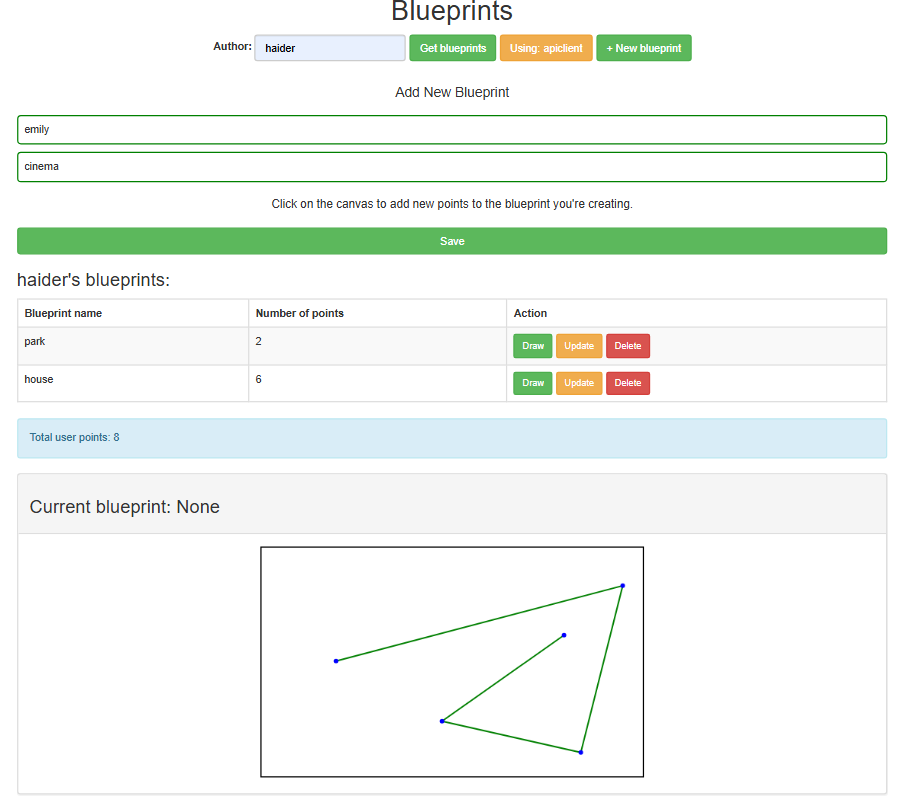 Blueprints
Author: haider Get blueprints Using: apiclient + New blueprint
Add New Blueprint
emily
cinema
Click on the canvas to add new points to the blueprint you're creating.
Save
haider's blueprints:
Blueprint name Number of points Action
park 2 Draw Update Delete
house 6 Draw Update Delete
Total user points: 8
Current blueprint: None